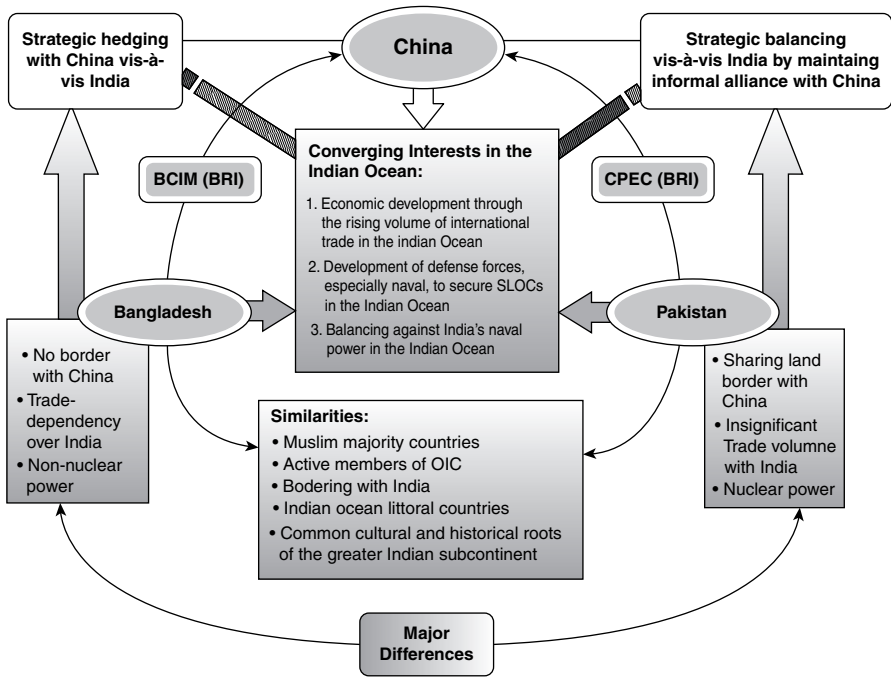 Strategic hedging
with China vis-à-
vis India
China
Strategic balancing
vis-à-vis India by maintaing
informal alliance with China
BCIM (BRI)
Converging Interests in the
Indian Ocean:
1. Economic development through
the rising volume of international
trade in the indian Ocean
2. Development of defense forces,
especially naval, to secure SLOCs
in the Indian Ocean
3. Balancing against India's naval
power in the Indian Ocean
CPEC (BRI)
Bangladesh
Pakistan
• No border
with China
• Trade-
dependency
over India
• Non-nuclear
power
Similarities:
• Muslim majority countries
• Active members of OIC
• Bodering with India
• Indian ocean littoral countries
• Common cultural and historical roots
of the greater Indian subcontinent
• Sharing land
border with
China
• Insignificant
Trade volumne
with India
• Nuclear power
Major
Differences